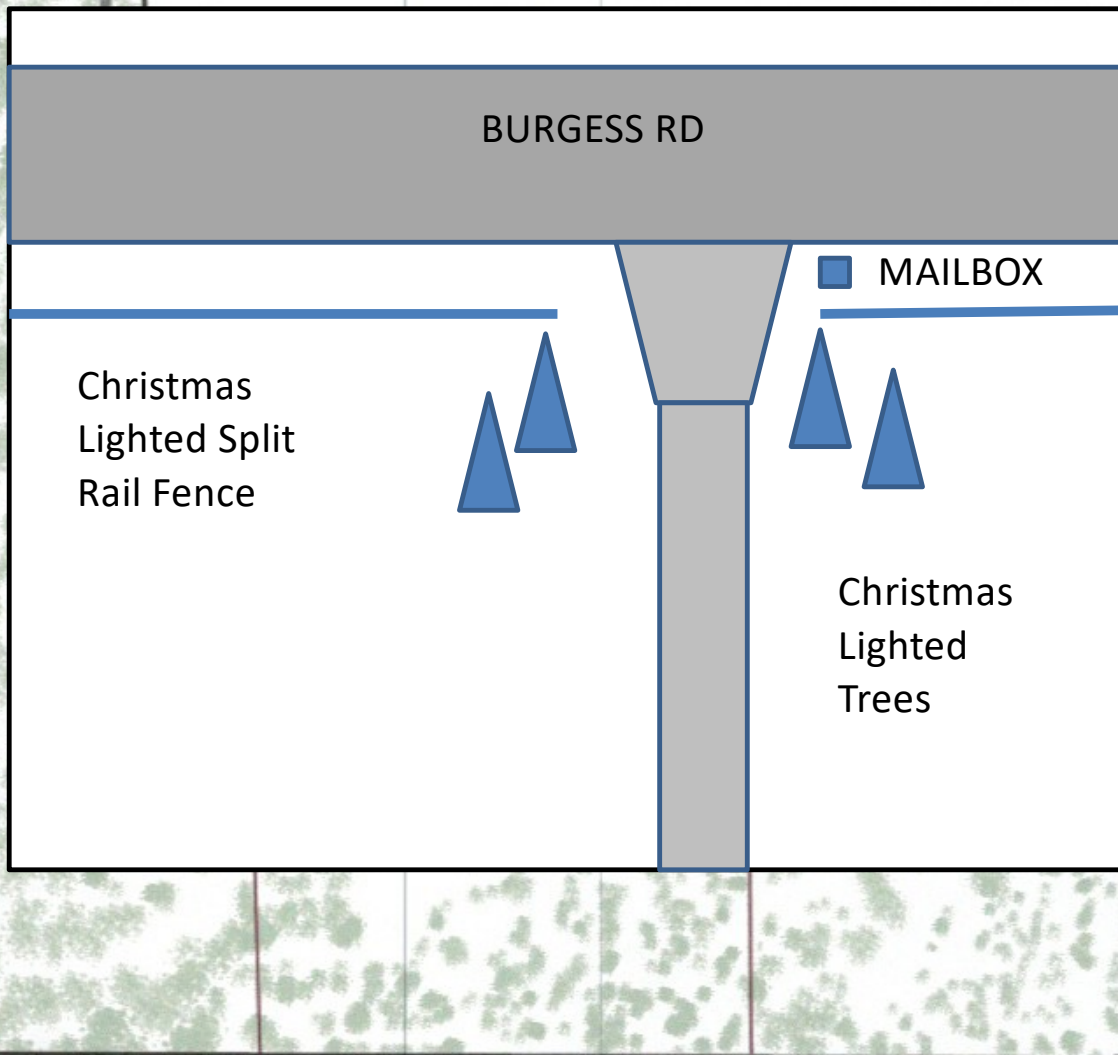 BURGESS RD
MAILBOX
Christmas
Lighted Split
Rail Fence
Christmas
Lighted
Trees